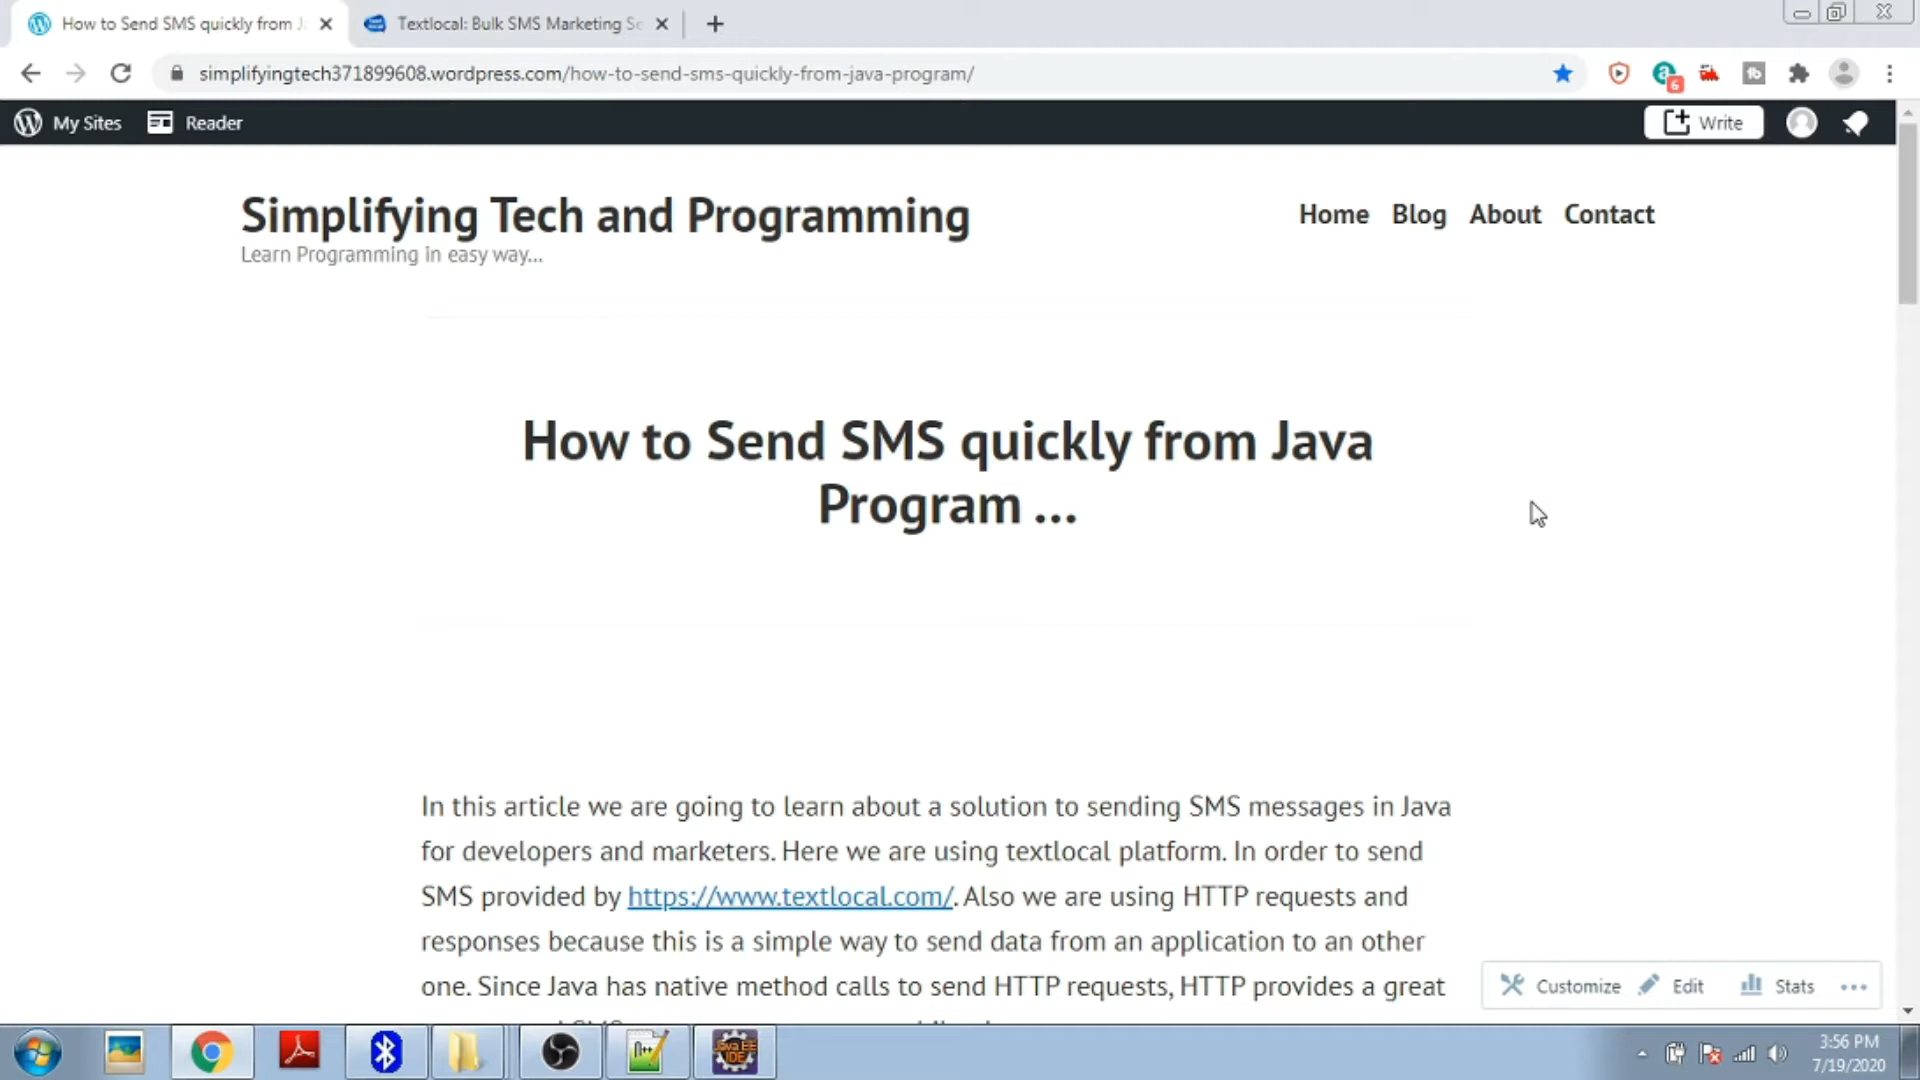 How to Send SMS quickly from J
Textlocal: Bulk SMS Marketing Se
simplifyingtech371899608.wordpress.com/how-to-send-sms-quickly-from-java-program/
6
My Sites
Reader
Write
Simplifying Tech and Programming
Learn Programming in easy way...
Home Blog About Contact
How to Send SMS quickly from Java
Program ...
In this article we are going to learn about a solution to sending SMS messages in Java
for developers and marketers. Here we are using textlocal platform. In order to send
SMS provided by https://www.textlocal.com/. Also we are using HTTP requests and
responses because this is a simple way to send data from an application to an other
one. Since Java has native method calls to send HTTP requests, HTTP provides a great
Customize Edit Stats
Java EE
IDE
3:56 PM
7/19/2020